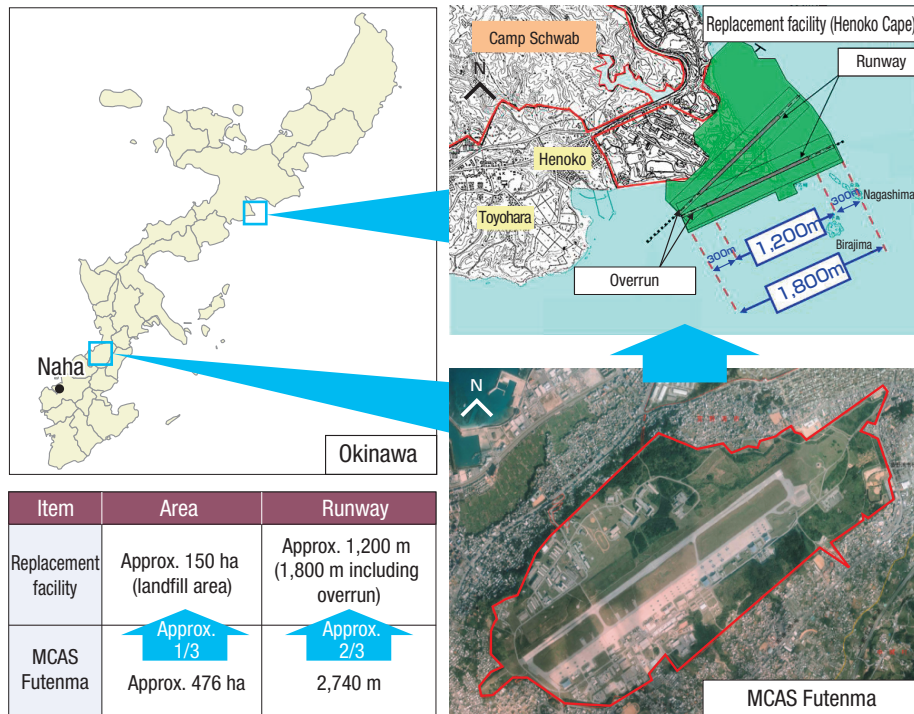 Naha
Okinawa
Replacement facility (Henoko Cape)
Camp Schwab
N
Runway
Henoko
Toyohara
Nagashima
Birajima
300m
1,200m
300m
1,800m
Overrun
N
MCAS Futenma
Item Area Runway
Replacement
facility
Approx. 150 ha
(landfill area)
Approx. 1,200 m
(1,800 m including
overrun)
Approx.
1/3
Approx.
2/3
MCAS
Futenma
Approx. 476 ha
2,740 m